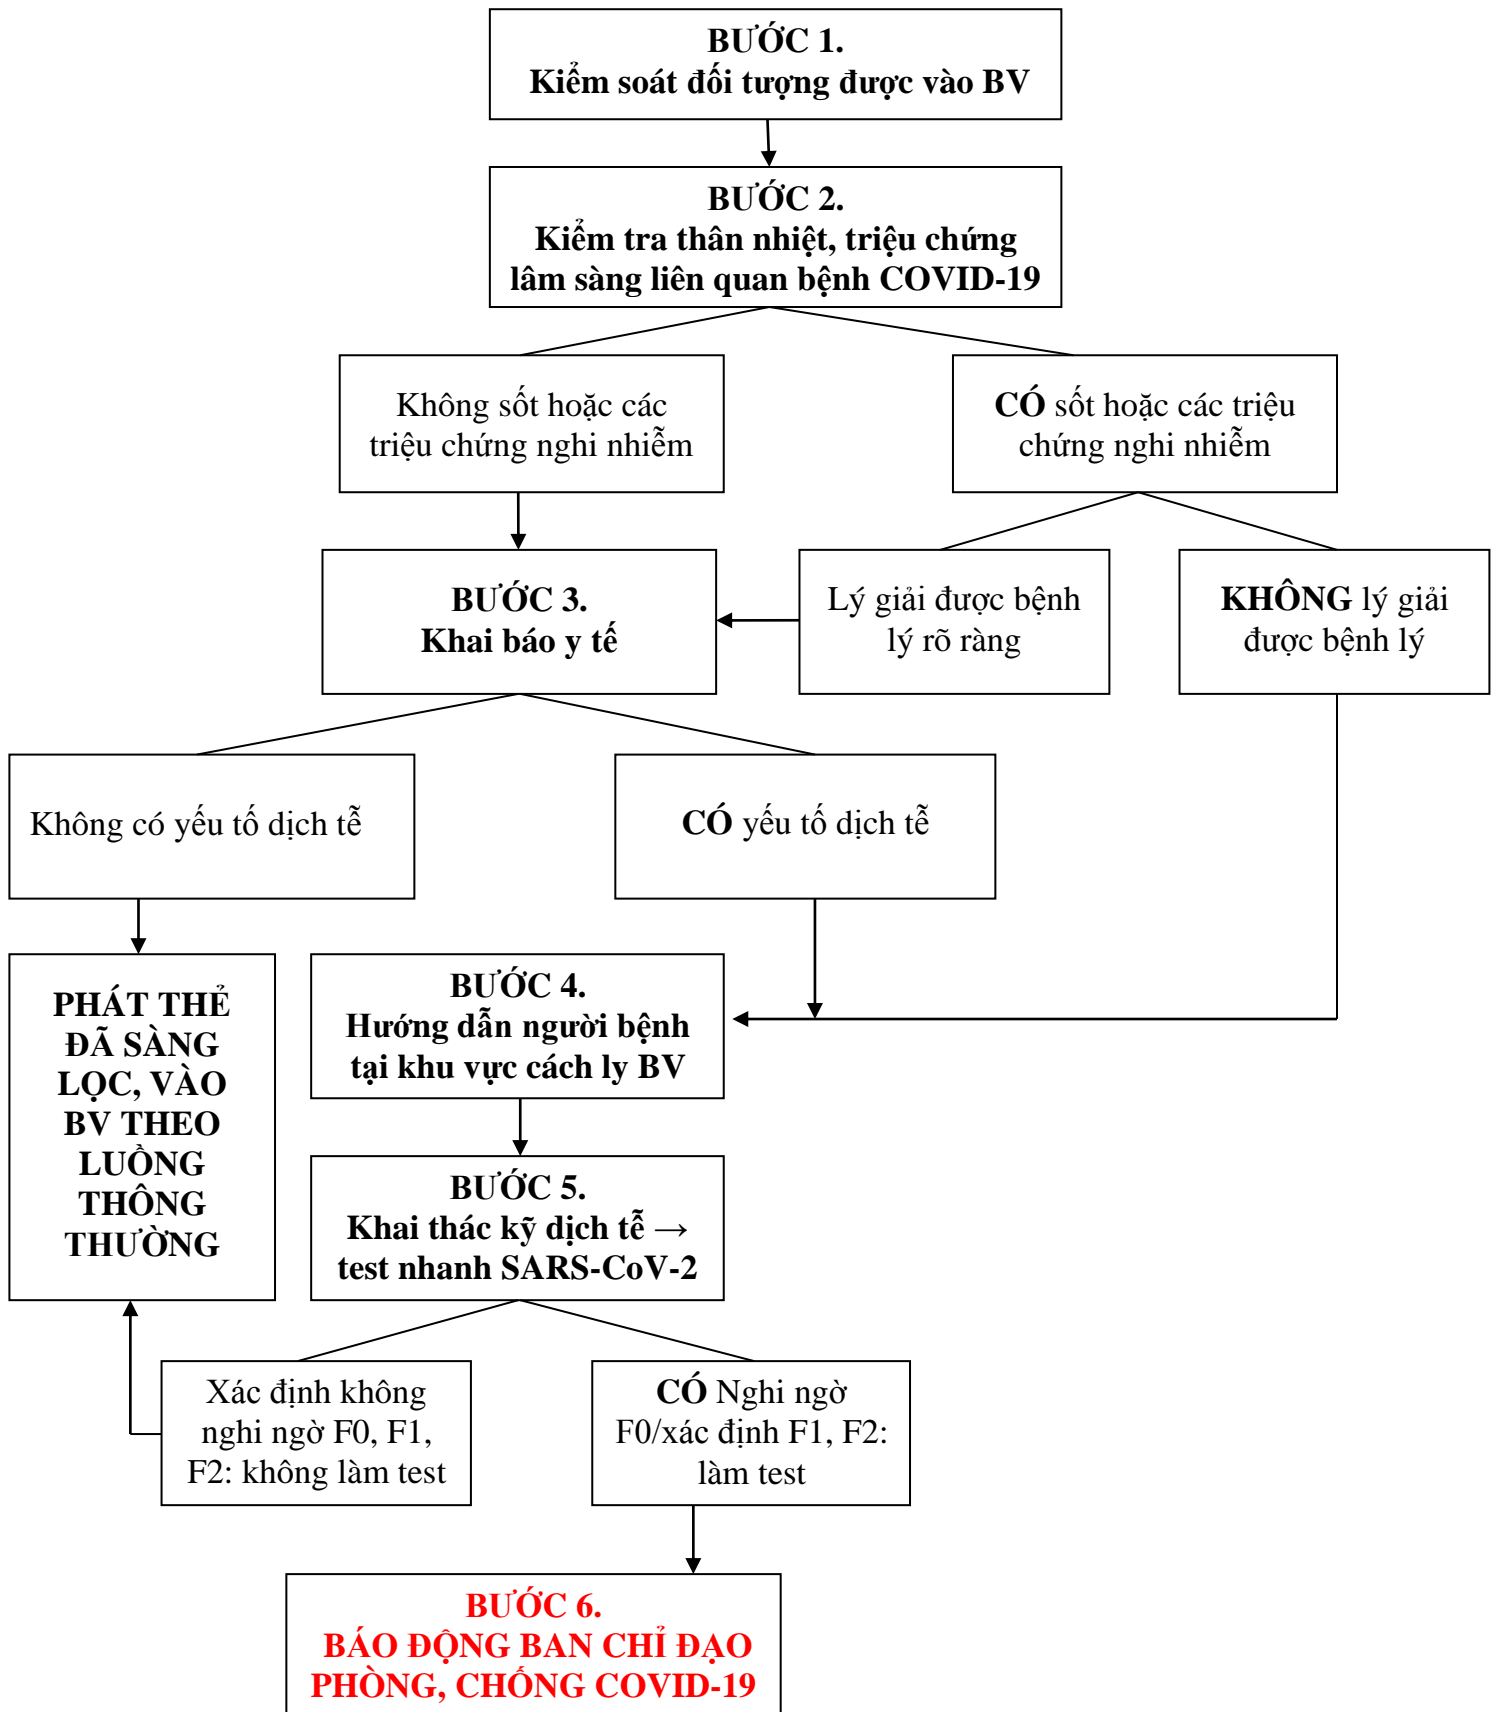 BƯỚC 1.
Kiểm soát đối tượng được vào BV
BƯỚC 2.
Kiểm tra thân nhiệt, triệu chứng
lâm sàng liên quan bệnh COVID-19
Không sốt hoặc các
triệu chứng nghi nhiễm
CÓ sốt hoặc các triệu
chứng nghi nhiễm
BƯỚC 3.
Khai báo y tế
Lý giải được bệnh
lý rõ ràng
KHÔNG lý giải
được bệnh lý
Không có yếu tố dịch tễ
CÓ yếu tố dịch tễ
PHÁT THẺ
ĐÃ SÀNG
LỌC, VÀO
BV THEO
LUỒNG
THÔNG
THƯỜNG
BƯỚC 4.
Hướng dẫn người bệnh
tại khu vực cách ly BV
BƯỚC 5.
Khai thác kỹ dịch tễ →
test nhanh SARS-CoV-2
Xác định không
nghi ngờ F0, F1,
F2: không làm test
CÓ Nghi ngờ
F0/xác định F1, F2:
làm test
BƯỚC 6.
BÁO ĐỘNG BAN CHỈ ĐẠO
PHÒNG, CHỐNG COVID-19